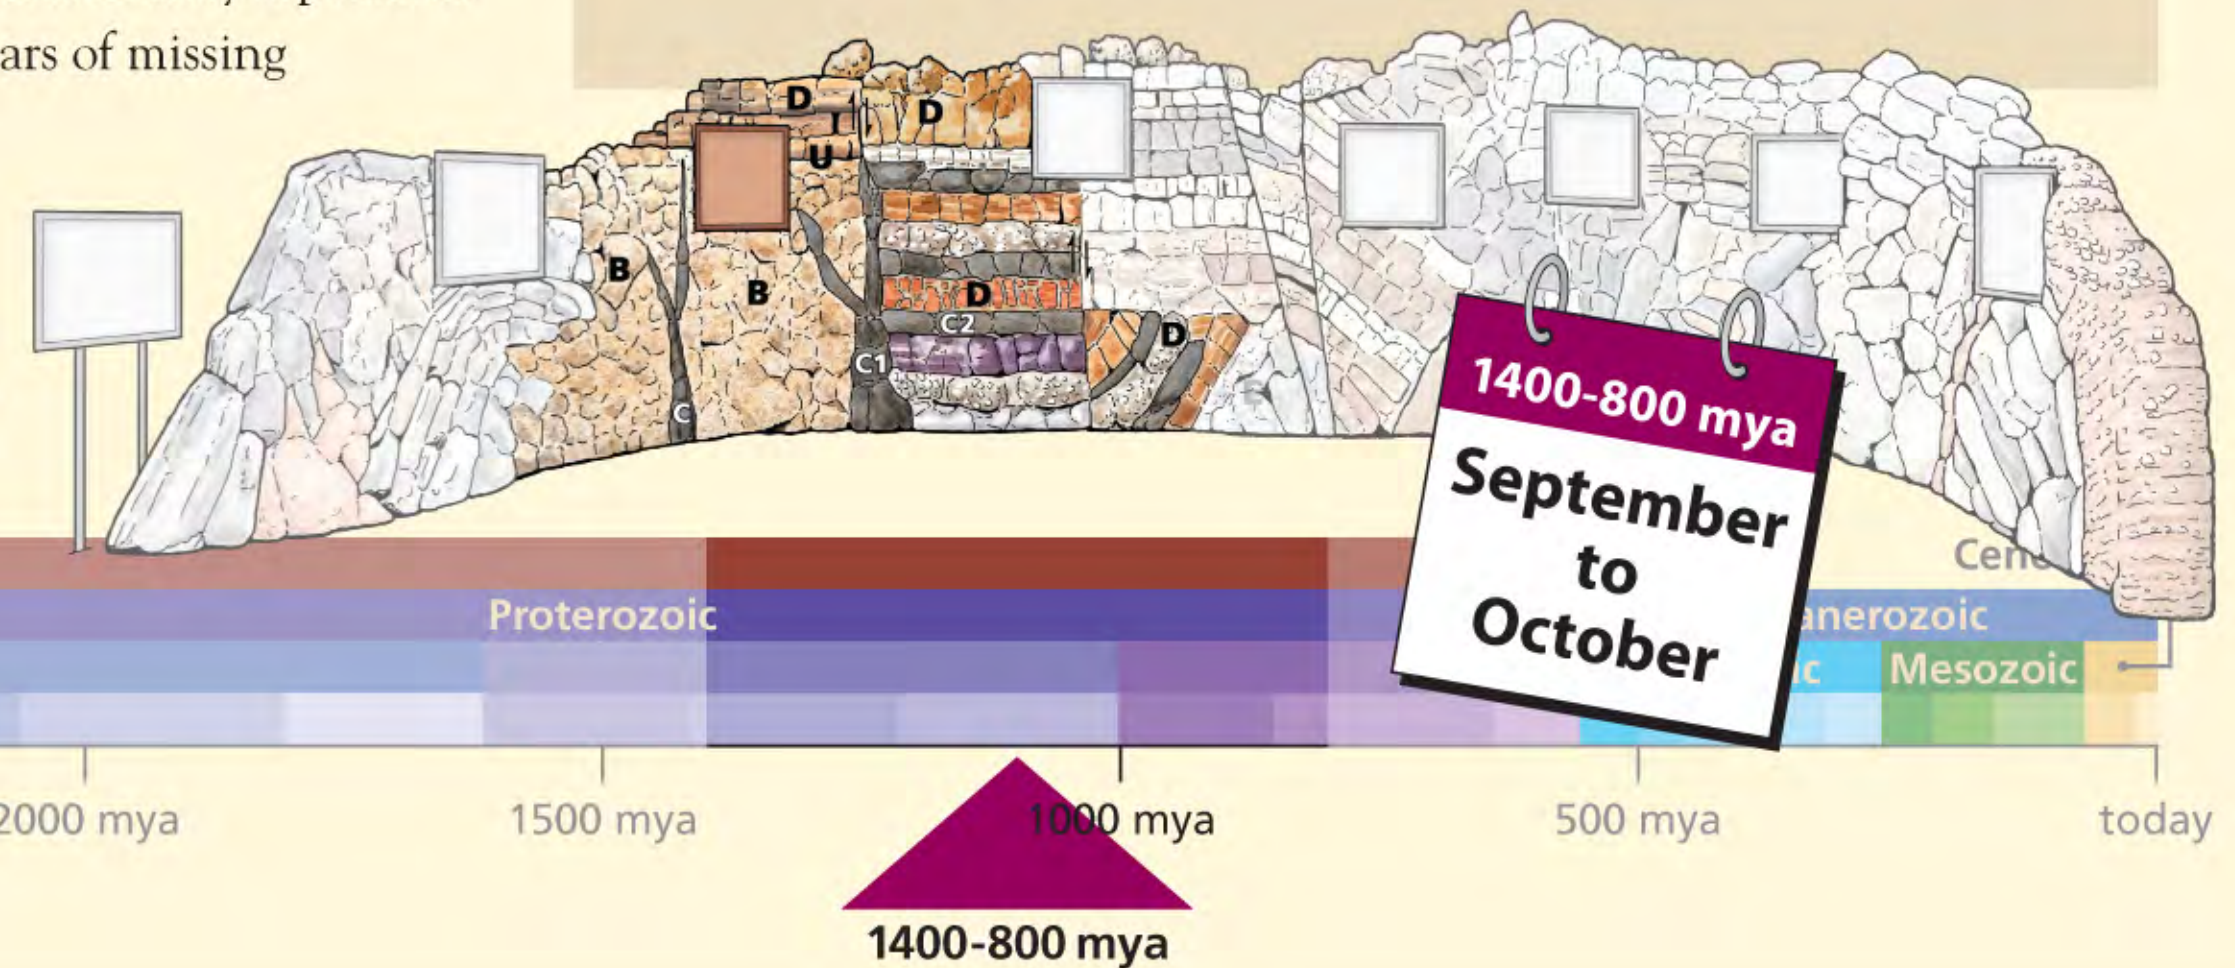 ars of missing
D
D
U
B
B
D
C2
D
C1
C
1400-800 mya
September
to
October
Proterozoic
Mesozoic
2000 mya
1500 mya
1000 mya
500 mya
today
1400-800 mya